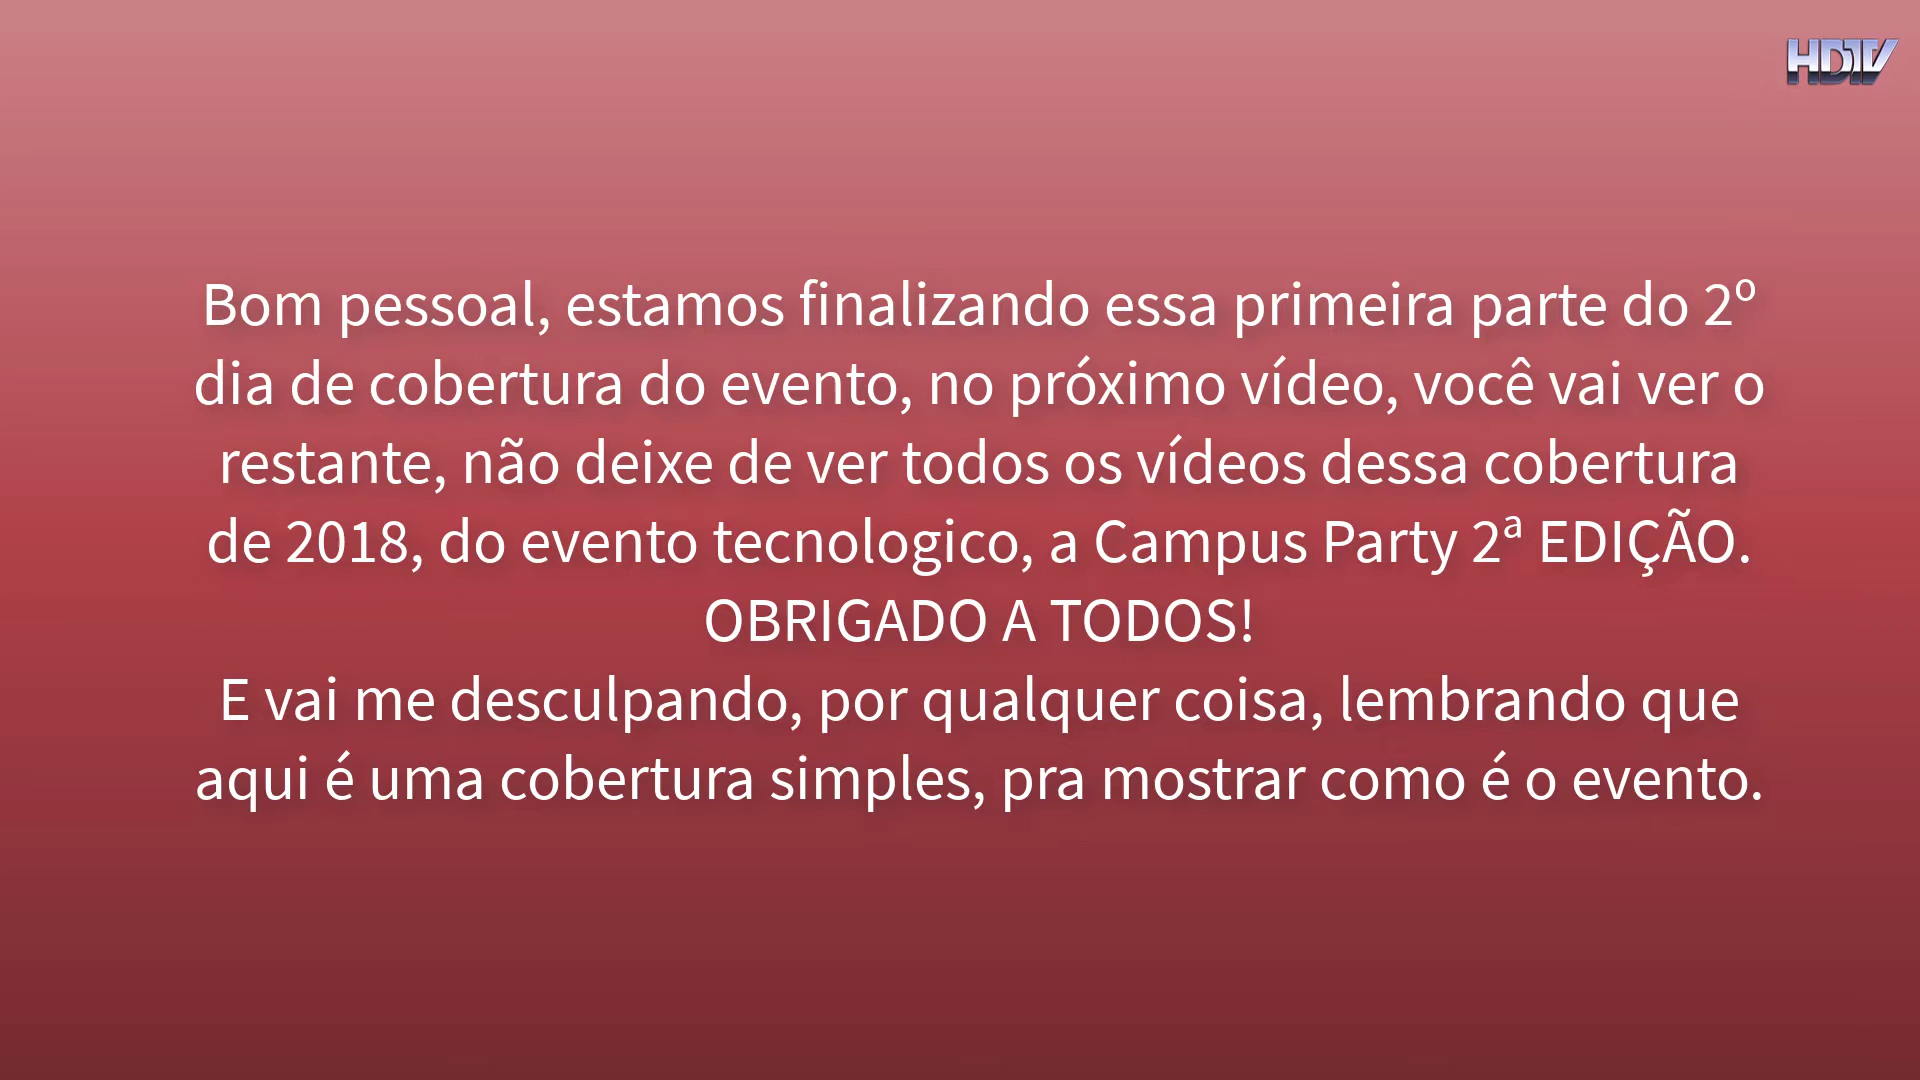 HDTV
Bom pessoal, estamos finalizando essa primeira parte do 2º
dia de cobertura do evento, no próximo vídeo, você vai ver o
restante, não deixe de ver todos os vídeos dessa cobertura
de 2018, do evento tecnologico, a Campus Party 2ª EDIÇÃO.
OBRIGADO A TODOS!
E vai me desculpando, por qualquer coisa, lembrando que
aqui é uma cobertura simples, pra mostrar como é o evento.